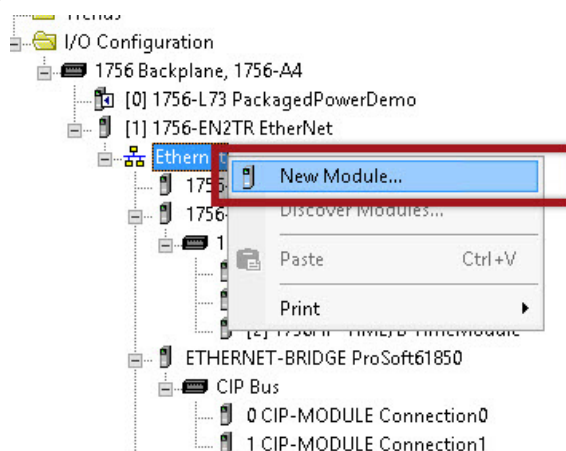 I/O Configuration
1756 Backplane, 1756-A4
[0] 1756-L73 PackagedPowerDemo
[1] 1756-EN2TR EtherNet
Ethern t
1756-
New Module...
1756-
Discover Modules...
1
Paste Ctrl+V
Print
ETHERNET-BRIDGE ProSoft61850
CIP Bus
0 CIP-MODULE Connection0
1 CIP-MODULE Connection1